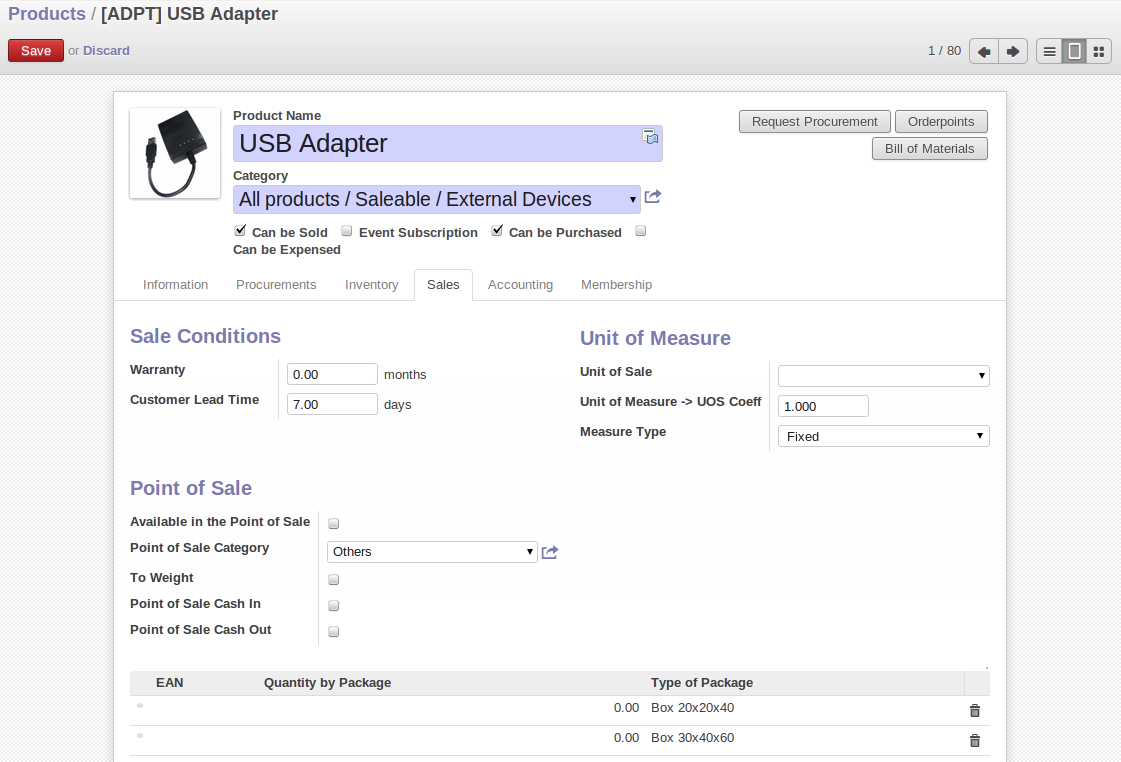 Products / [ADPT] USB Adapter
Save or Discard
1 / 80
Product Name
Request Procurement
Orderpoints
USB Adapter
Bill of Materials
Category
All products / Saleable / External Devices
Can be Sold Event Subscription Can be Purchased
Can be Expensed
Information Procurements Inventory Sales Accounting Membership
Sale Conditions
Warranty 0.00 months
Customer Lead Time 7.00 days
Unit of Measure
Unit of Sale
Unit of Measure -> UOS Coeff 1.000
Measure Type Fixed
Point of Sale
Available in the Point of Sale
Point of Sale Category Others
To Weight
Point of Sale Cash In
Point of Sale Cash Out
EAN Quantity by Package Type of Package
0.00 Box 20x20x40
0.00 Box 30x40x60